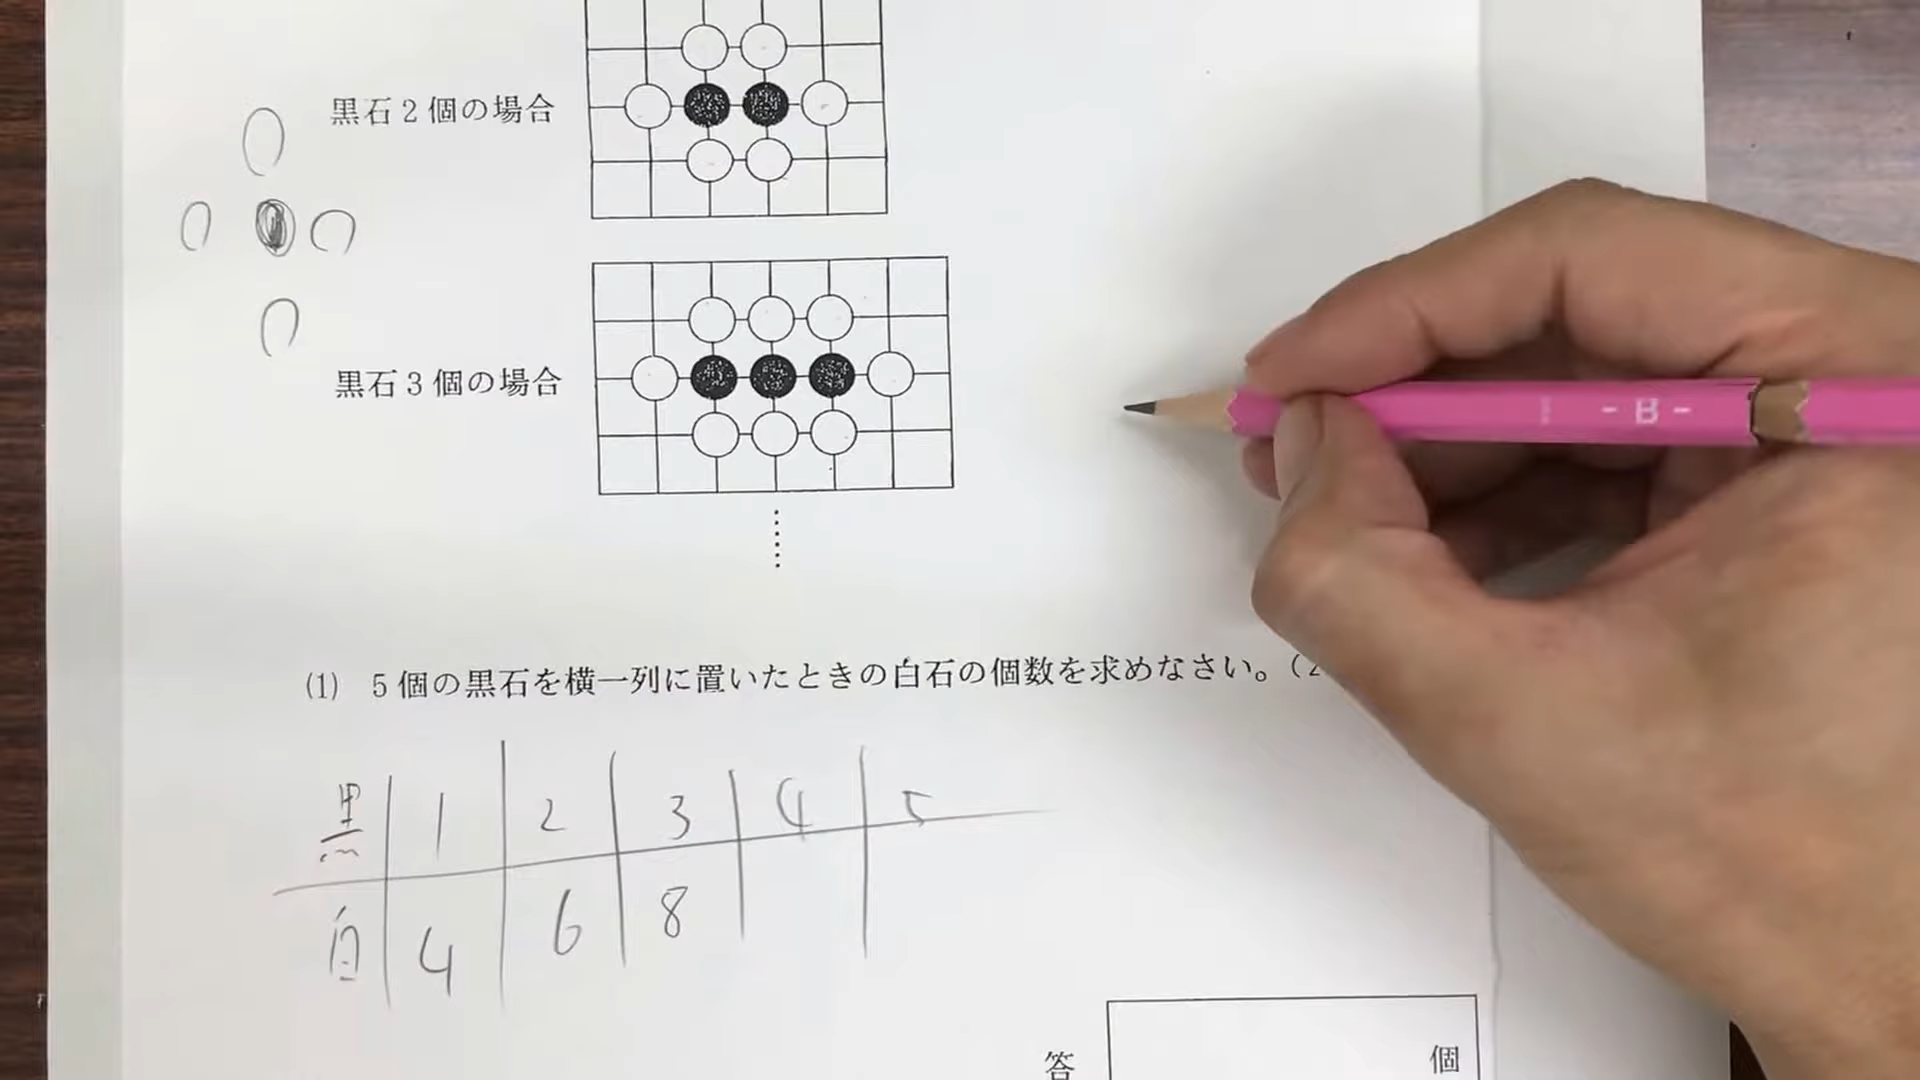 黒石2個の場合
黒石3個の場合
(1) 5個の黒石を横一列に置いたときの白石の個数を求めなさい。(2
黒 1 2 3 4 5
白 4 6 8
答 個
- B -